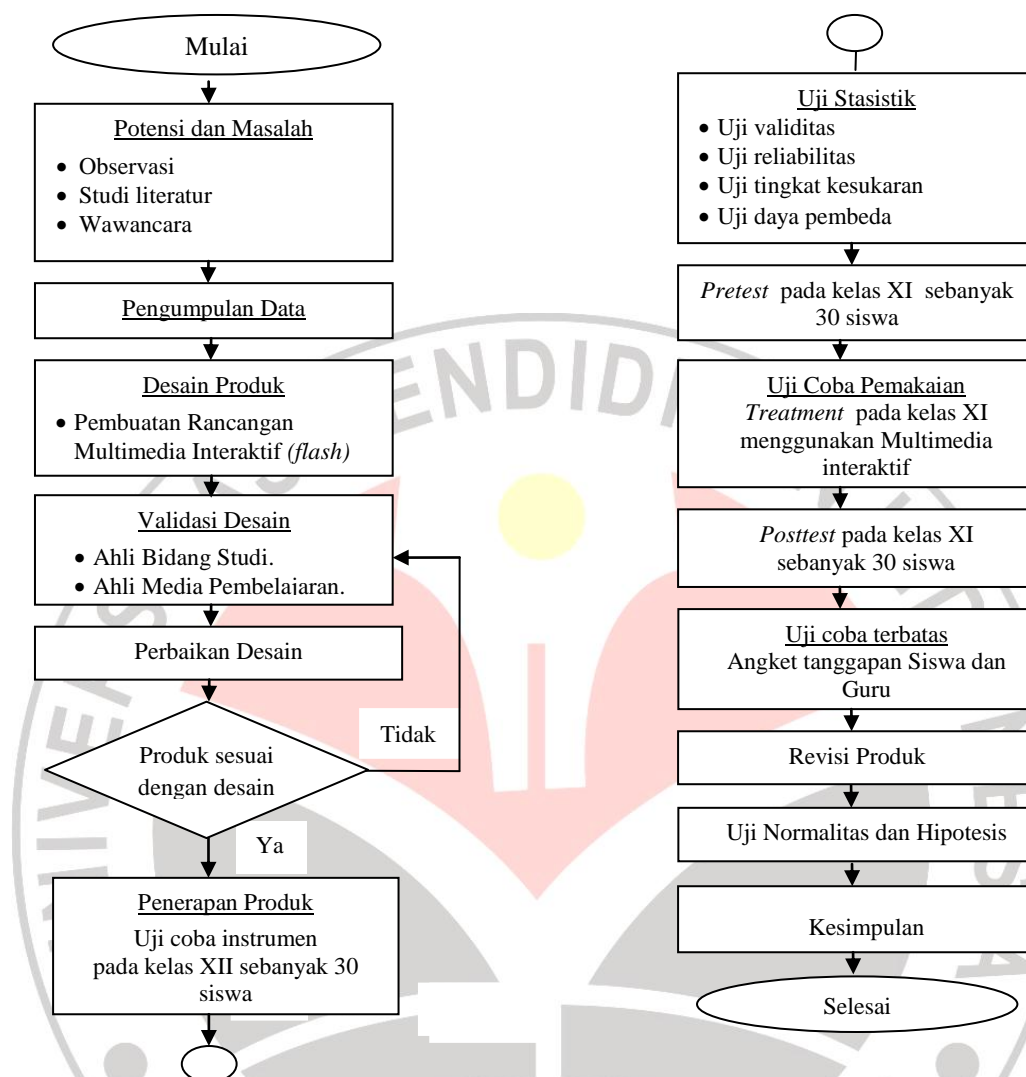 Mulai
Potensi dan Masalah
• Observasi
• Studi literatur
• Wawancara
Pengumpulan Data
Desain Produk
• Pembuatan Rancangan
Multimedia Interaktif (flash)
Validasi Desain
• Ahli Bidang Studi.
• Ahli Media Pembelajaran.
Perbaikan Desain
Tidak
Produk sesuai
dengan desain
Ya
Penerapan Produk
Uji coba instrumen
pada kelas XII sebanyak 30
siswa
Uji Stasistik
• Uji validitas
• Uji reliabilitas
• Uji tingkat kesukaran
• Uji daya pembeda
Pretest pada kelas XI sebanyak
30 siswa
Uji Coba Pemakaian
Treatment pada kelas XI
menggunakan Multimedia
interaktif
Posttest pada kelas XI
sebanyak 30 siswa
Uji coba terbatas
Angket tanggapan Siswa dan
Guru
Revisi Produk
Uji Normalitas dan Hipotesis
Kesimpulan
Selesai